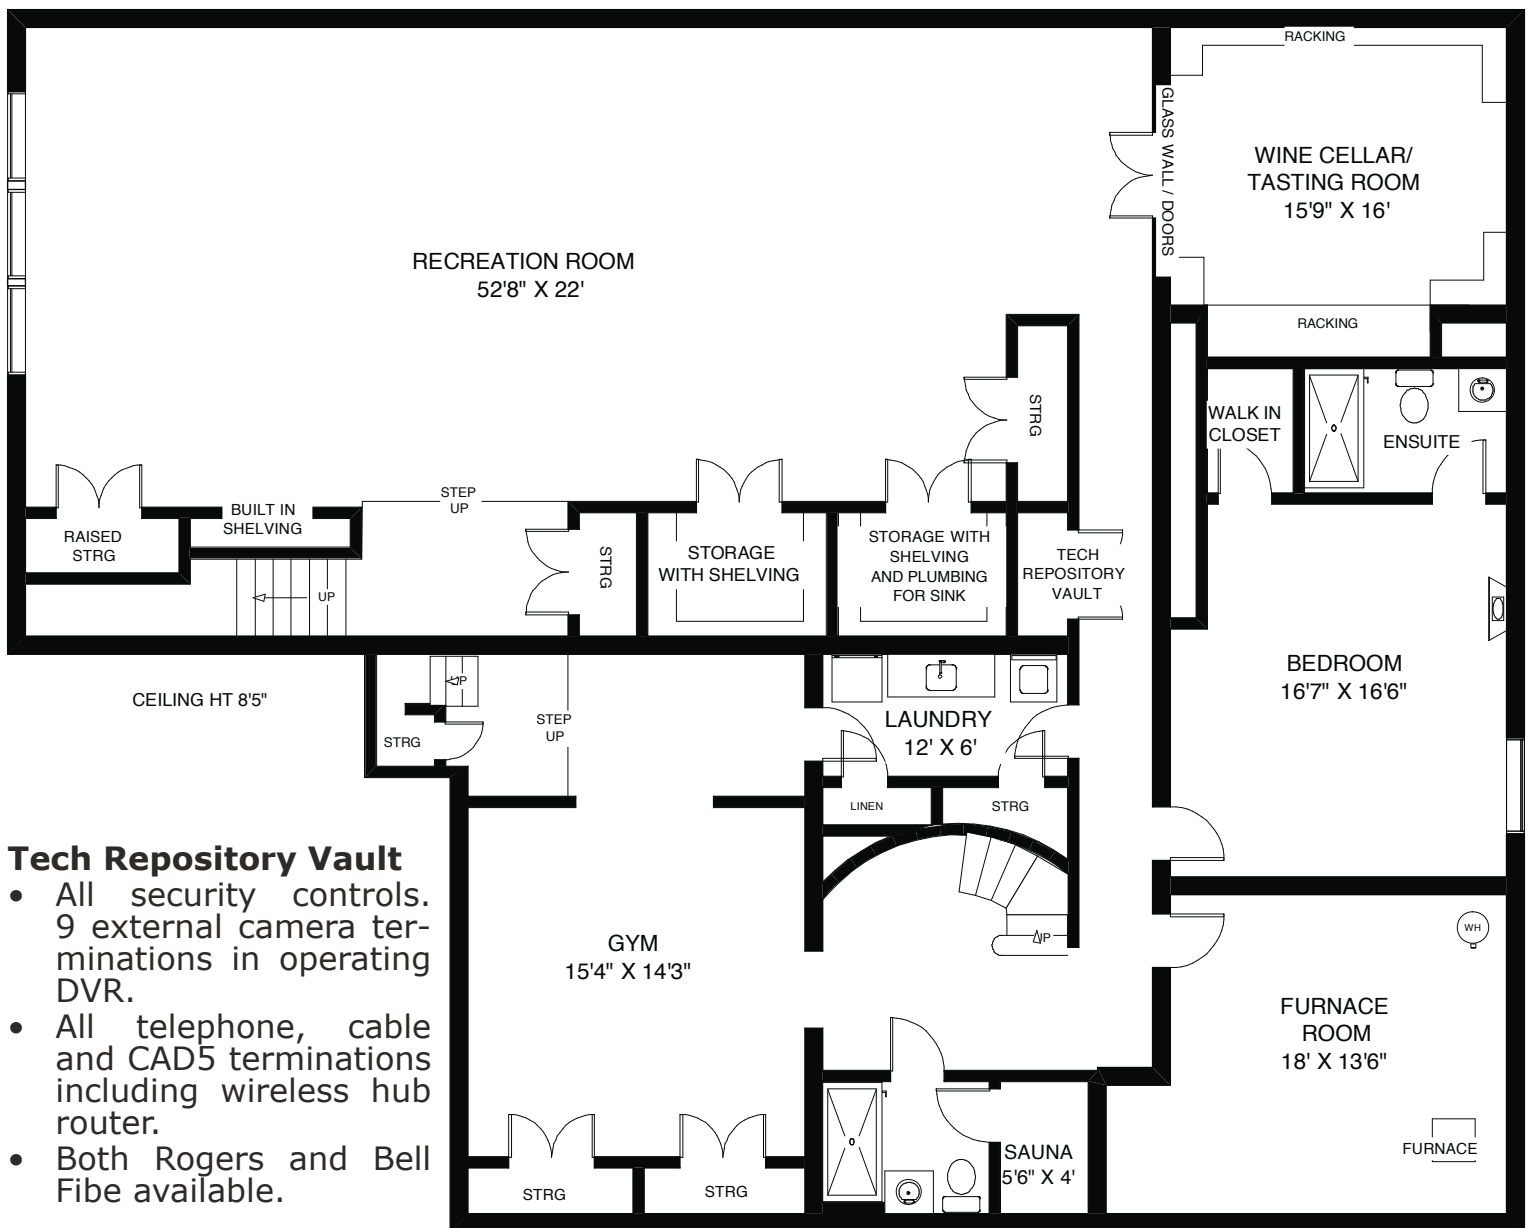 RACKING
GLASS WALL / DOORS
WINE CELLAR/
TASTING ROOM
15'9" X 16'
RECREATION ROOM
52'8" X 22'
RACKING
STRG
WALK IN
CLOSET
ENSUITE
STEP
UP
BUILT IN
SHELVING
RAISED
STRG
UP
STRG
STORAGE
WITH SHELVING
STORAGE WITH
SHELVING
AND PLUMBING
FOR SINK
TECH
REPOSITORY
VAULT
BEDROOM
16'7" X 16'6"
CEILING HT 8'5"
UP
STRG
STEP
UP
LAUNDRY
12' X 6'
LINEN
STRG
UP
GYM
15'4" X 14'3"
WH
FURNACE
ROOM
18' X 13'6"
FURNACE
SAUNA
5'6" X 4'
STRG
STRG
Tech Repository Vault
• All security controls.
9 external camera ter-
minations in operating
DVR.
• All telephone, cable
and CAD5 terminations
including wireless hub
router.
• Both Rogers and Bell
Fibe available.